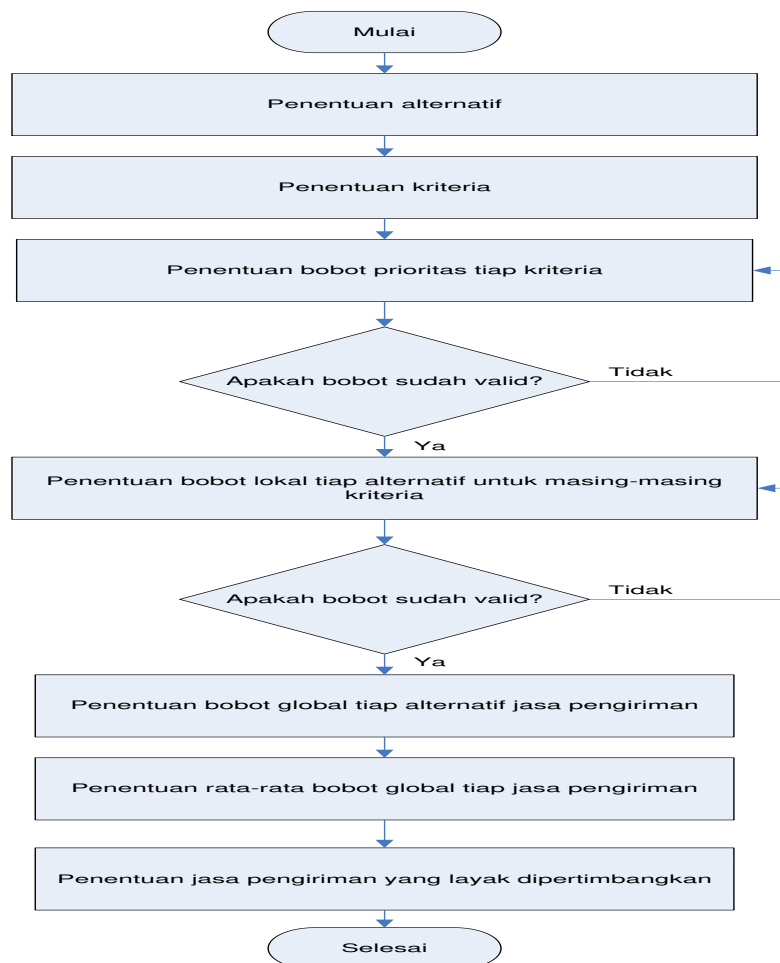 Mulai
Penentuan alternatif
Penentuan kriteria
Penentuan bobot prioritas tiap kriteria
Apakah bobot sudah valid?
Tidak
Ya
Penentuan bobot lokal tiap alternatif untuk masing-masing
kriteria
Apakah bobot sudah valid?
Tidak
Ya
Penentuan bobot global tiap alternatif jasa pengiriman
Penentuan rata-rata bobot global tiap jasa pengiriman
Penentuan jasa pengiriman yang layak dipertimbangkan
Selesai